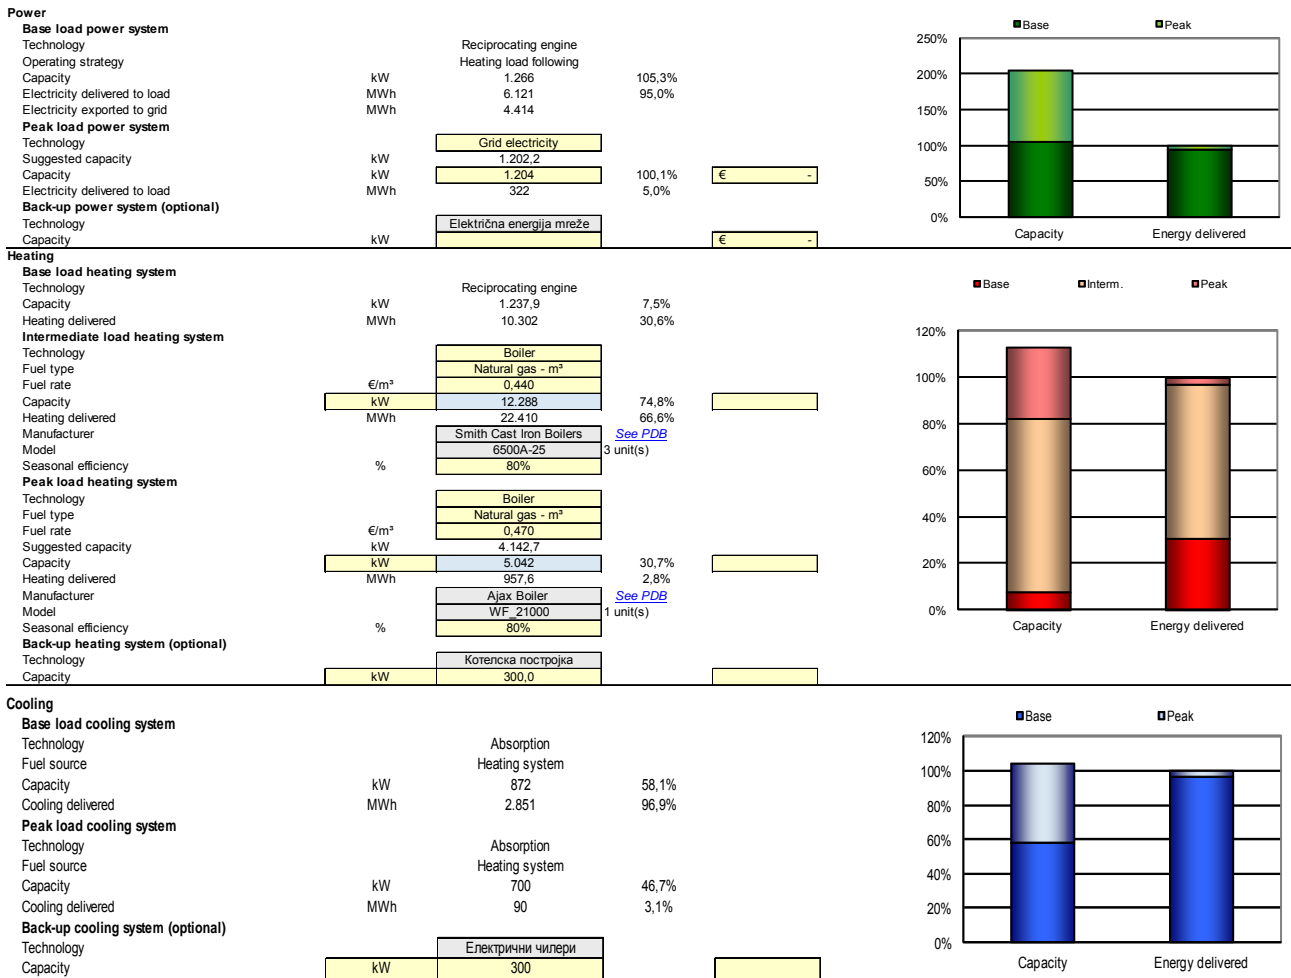 Power
Base load power system
Technology Reciprocating engine
Operating strategy Heating load following
Capacity kW 1.266 105,3%
Electricity delivered to load MWh 6.121 95,0%
Electricity exported to grid MWh 4.414
Peak load power system
Technology Grid electricity
Suggested capacity kW 1.202,2
Capacity kW 1.204 100,1% € -
Electricity delivered to load MWh 322 5,0%
Back-up power system (optional)
Technology Električna energija mreže
Capacity kW € -
Base Peak
250%
200%
150%
100%
50%
0%
Capacity Energy delivered
Heating
Base load heating system
Technology Reciprocating engine
Capacity kW 1.237,9 7,5%
Heating delivered MWh 10.302 30,6%
Intermediate load heating system
Technology Boiler
Fuel type Natural gas - m³
Fuel rate €/m³ 0,440
Capacity kW 12.288 74,8%
Heating delivered MWh 22.410 66,6%
Manufacturer Smith Cast Iron Boilers See PDB
Model 6500A-25 3 unit(s)
Seasonal efficiency % 80%
Peak load heating system
Technology Boiler
Fuel type Natural gas - m³
Fuel rate €/m³ 0,470
Suggested capacity kW 4.142,7
Capacity kW 5.042 30,7%
Heating delivered MWh 957,6 2,8%
Manufacturer Ajax Boiler See PDB
Model WF_21000 1 unit(s)
Seasonal efficiency % 80%
Back-up heating system (optional)
Technology Котелска постројка
Capacity kW 300,0
Base Interm. Peak
120%
100%
80%
60%
40%
20%
0%
Capacity Energy delivered
Cooling
Base load cooling system
Technology Absorption
Fuel source Heating system
Capacity kW 872 58,1%
Cooling delivered MWh 2.851 96,9%
Peak load cooling system
Technology Absorption
Fuel source Heating system
Capacity kW 700 46,7%
Cooling delivered MWh 90 3,1%
Back-up cooling system (optional)
Technology Електрични чилери
Capacity kW 300
Base Peak
120%
100%
80%
60%
40%
20%
0%
Capacity Energy delivered